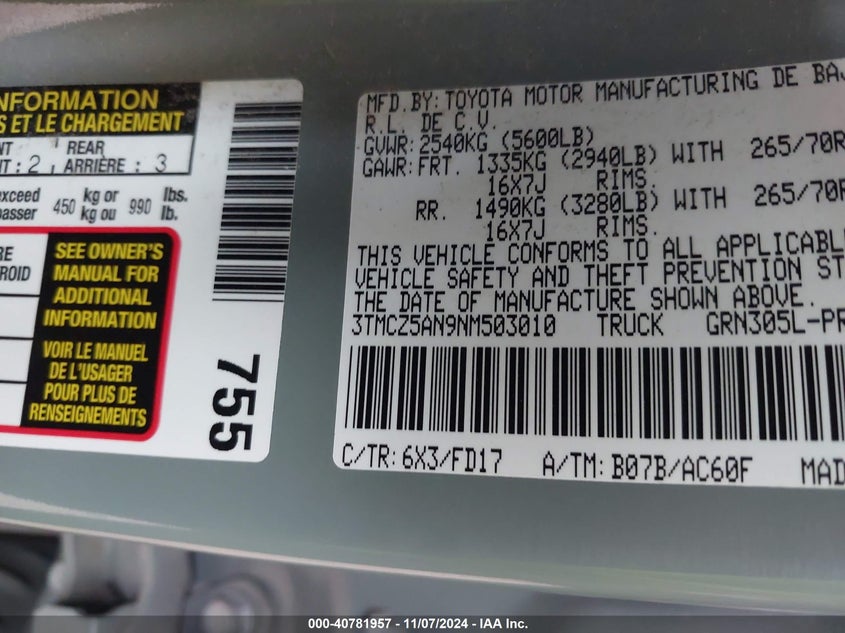 INFORMATION
S ET LE CHARGEMENT
NT REAR
NT : 2 ARRIÈRE : 3
exceed 450 kg or 990 lbs.
passer kg ou lb.
RE
ROID
SEE OWNER'S
MANUAL FOR
ADDITIONAL
INFORMATION
VOIR LE MANUEL
DE L'USAGER
POUR PLUS DE
RENSEIGNEMENTS
755
MFD. BY: TOYOTA MOTOR MANUFACTURING DE BAJ
R. L. DE C.V.
GVWR: 2540KG (5600LB)
GAWR: FRT. 1335KG (2940LB) WITH 265/70R
16X7J RIMS.
RR. 1490KG (3280LB) WITH 265/70R
16X7J RIMS.
THIS VEHICLE CONFORMS TO ALL APPLICABL
VEHICLE SAFETY AND THEFT PREVENTION ST
THE DATE OF MANUFACTURE SHOWN ABOVE.
3TMCZ5AN9NM503010 TRUCK GRN305L-PR
C/TR: 6X3/FD17 A/TM: B07B/AC60F MAD
000-40781957 - 11/07/2024 - IAA Inc.